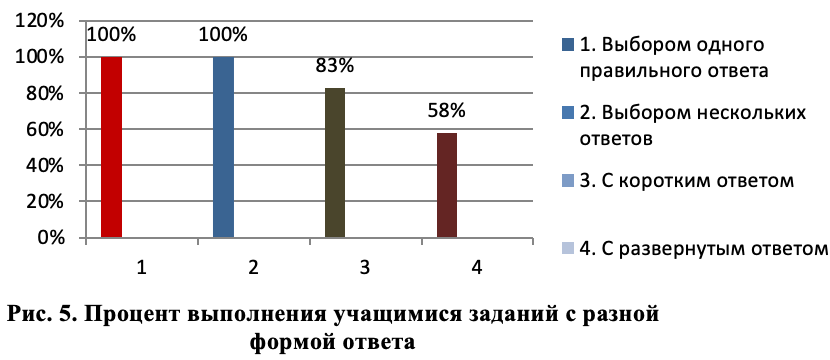 120%
100%
80%
60%
40%
20%
0%
100%
100%
83%
58%
1
2
3
4
1. Выбором одного
правильного ответа
2. Выбором нескольких
ответов
3. С коротким ответом
4. С развернутым ответом
Рис. 5. Процент выполнения учащимися заданий с разной
формой ответа